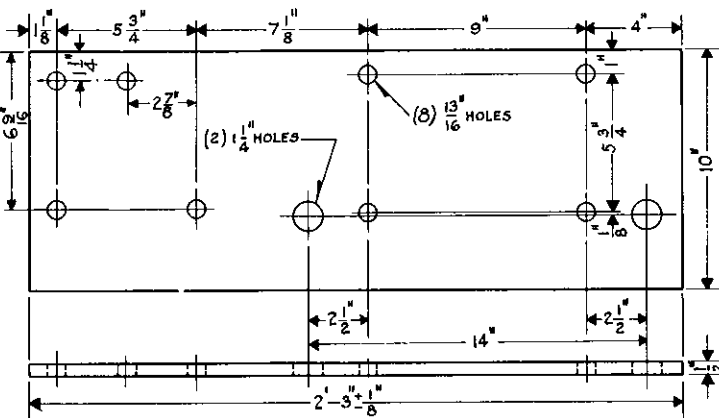 1 1/8" 5 3/4" 7 1/8" 9" 4"
1 1/4"
1"
2 7/8"
(8) 13/16" HOLES
6 9/16"
(2) 1 1/4" HOLES
5 3/4"
10"
1/8"
2 1/2" 2 1/2"
14"
1/2"
2'-3" ± 1/8"